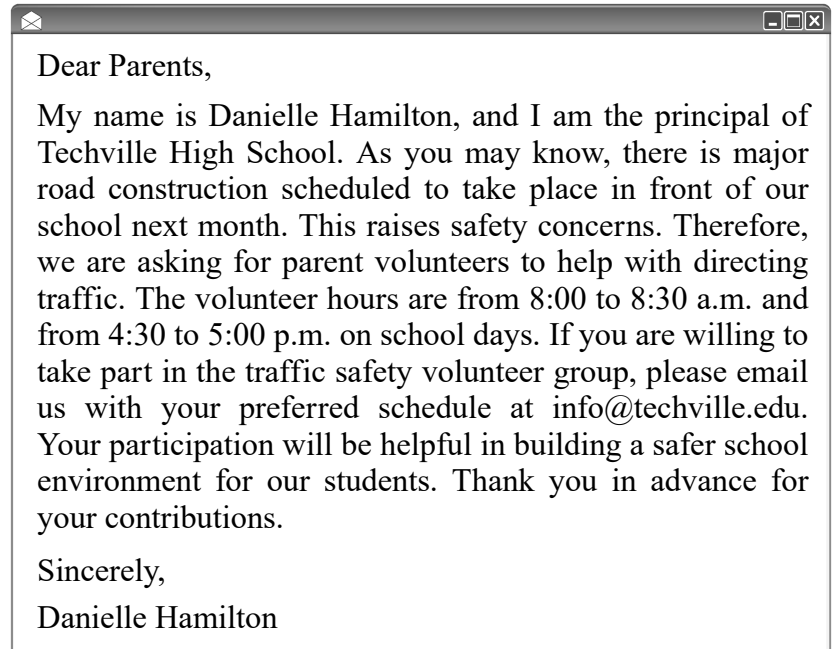 Dear Parents,
My name is Danielle Hamilton, and I am the principal of
Techville High School. As you may know, there is major
road construction scheduled to take place in front of our
school next month. This raises safety concerns. Therefore,
we are asking for parent volunteers to help with directing
traffic. The volunteer hours are from 8:00 to 8:30 a.m. and
from 4:30 to 5:00 p.m. on school days. If you are willing to
take part in the traffic safety volunteer group, please email
us with your preferred schedule at info@techville.edu.
Your participation will be helpful in building a safer school
environment for our students. Thank you in advance for
your contributions.
Sincerely,
Danielle Hamilton